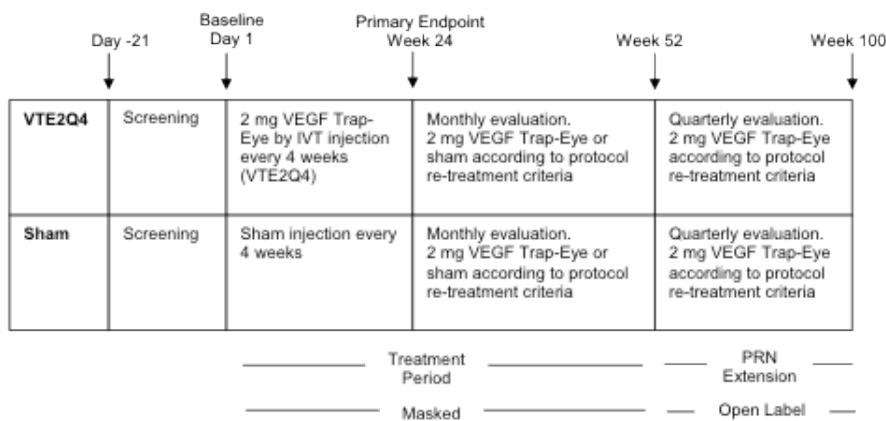 Baseline
Primary Endpoint
Day -21
Day 1
Week 24
Week 52
Week 100
VTE2Q4
Screening
2 mg VEGF Trap-
Eye by IVT injection
every 4 weeks
(VTE2Q4)
Monthly evaluation.
2 mg VEGF Trap-Eye or
sham according to protocol
re-treatment criteria
Quarterly evaluation.
2 mg VEGF Trap-Eye
according to protocol
re-treatment criteria
Sham
Screening
Sham injection every
4 weeks
Monthly evaluation.
2 mg VEGF Trap-Eye or
sham according to protocol
re-treatment criteria
Quarterly evaluation.
2 mg VEGF Trap-Eye
according to protocol
re-treatment criteria
Treatment
Period
PRN
Extension
Masked
Open Label